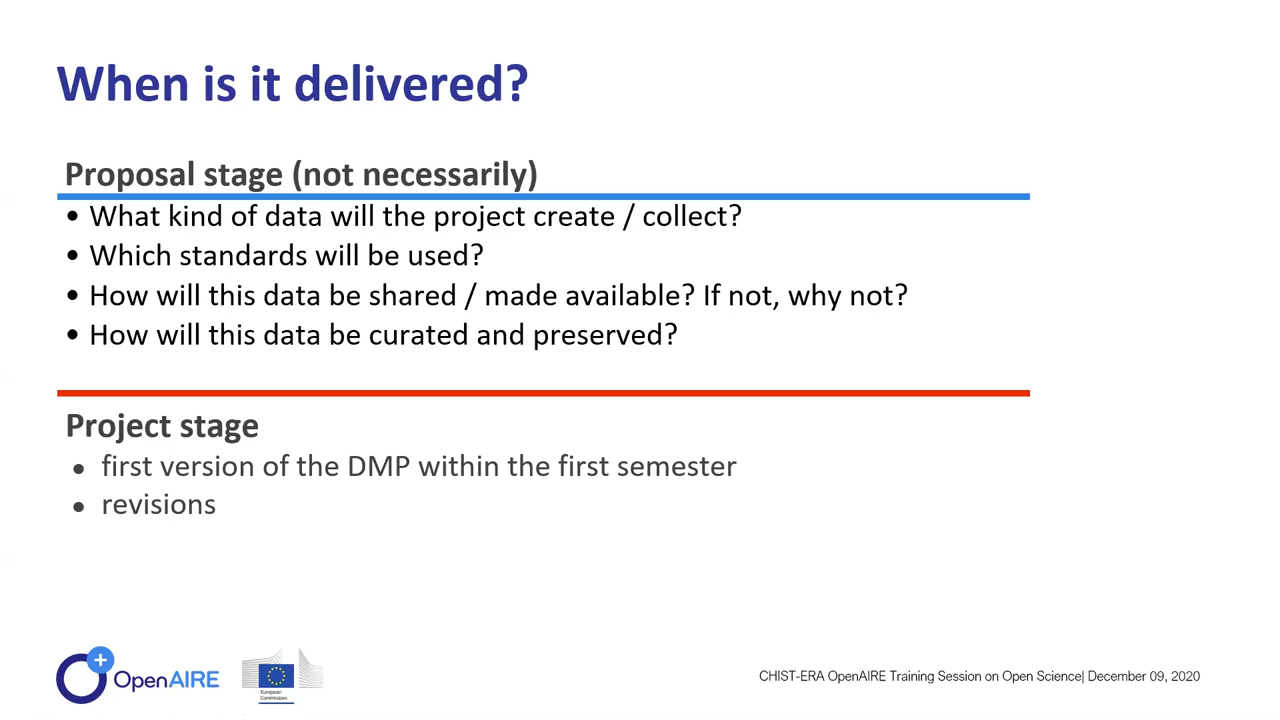 When is it delivered?
Proposal stage (not necessarily)
• What kind of data will the project create / collect?
• Which standards will be used?
• How will this data be shared / made available? If not, why not?
• How will this data be curated and preserved?
Project stage
• first version of the DMP within the first semester
• revisions
OpenAIRE
European
Commission
CHIST-ERA OpenAIRE Training Session on Open Science| December 09, 2020